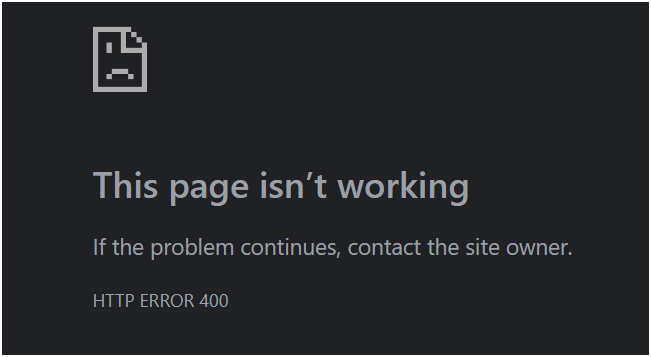 This page isn’t working
If the problem continues, contact the site owner.
HTTP ERROR 400